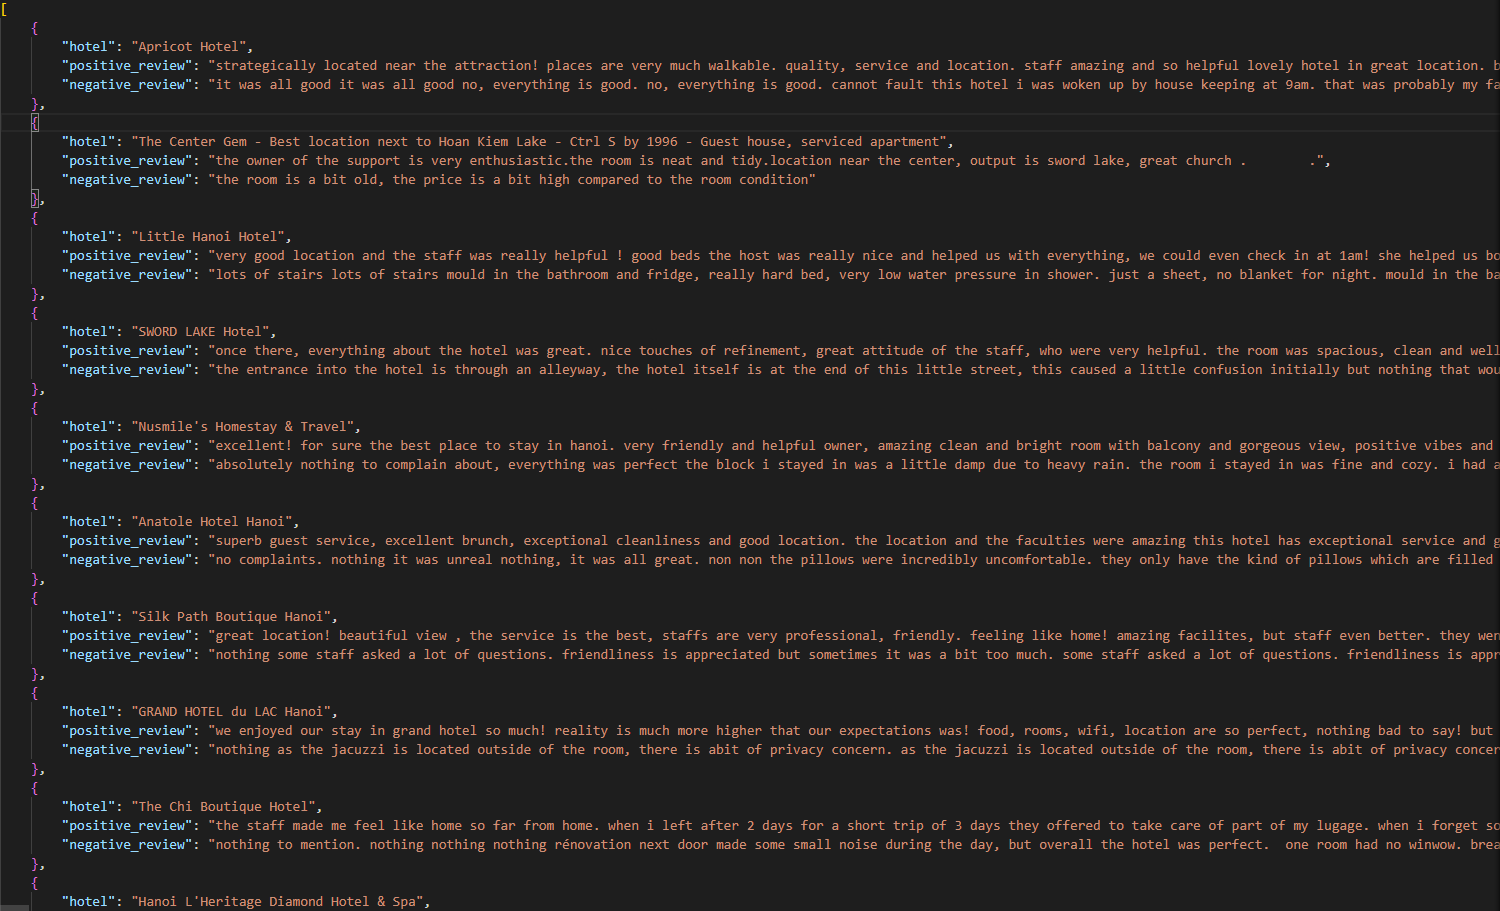 [
{
"hotel": "Apricot Hotel",
"positive_review": "strategically located near the attraction! places are very much walkable. quality, service and location. staff amazing and so helpful lovely hotel in great location. b
"negative_review": "it was all good it was all good no, everything is good. no, everything is good. cannot fault this hotel i was woken up by house keeping at 9am. that was probably my fa
},
{
"hotel": "The Center Gem - Best location next to Hoan Kiem Lake - Ctrl S by 1996 - Guest house, serviced apartment",
"positive_review": "the owner of the support is very enthusiastic.the room is neat and tidy.location near the center, output is sword lake, great church .        .",
"negative_review": "the room is a bit old, the price is a bit high compared to the room condition"
},
{
"hotel": "Little Hanoi Hotel",
"positive_review": "very good location and the staff was really helpful ! good beds the host was really nice and helped us with everything, we could even check in at 1am! she helped us bo
"negative_review": "lots of stairs lots of stairs mould in the bathroom and fridge, really hard bed, very low water pressure in shower. just a sheet, no blanket for night. mould in the ba
},
{
"hotel": "SWORD LAKE Hotel",
"positive_review": "once there, everything about the hotel was great. nice touches of refinement, great attitude of the staff, who were very helpful. the room was spacious, clean and well
"negative_review": "the entrance into the hotel is through an alleyway, the hotel itself is at the end of this little street, this caused a little confusion initially but nothing that wou
},
{
"hotel": "Nusmile's Homestay & Travel",
"positive_review": "excellent! for sure the best place to stay in hanoi. very friendly and helpful owner, amazing clean and bright room with balcony and gorgeous view, positive vibes and
"negative_review": "absolutely nothing to complain about, everything was perfect the block i stayed in was a little damp due to heavy rain. the room i stayed in was fine and cozy. i had a
},
{
"hotel": "Anatole Hotel Hanoi",
"positive_review": "superb guest service, excellent brunch, exceptional cleanliness and good location. the location and the faculties were amazing this hotel has exceptional service and g
"negative_review": "no complaints. nothing it was unreal nothing, it was all great. non non the pillows were incredibly uncomfortable. they only have the kind of pillows which are filled
},
{
"hotel": "Silk Path Boutique Hanoi",
"positive_review": "great location! beautiful view , the service is the best, staffs are very professional, friendly. feeling like home! amazing facilites, but staff even better. they wen
"negative_review": "nothing some staff asked a lot of questions. friendliness is appreciated but sometimes it was a bit too much. some staff asked a lot of questions. friendliness is appr
},
{
"hotel": "GRAND HOTEL du LAC Hanoi",
"positive_review": "we enjoyed our stay in grand hotel so much! reality is much more higher that our expectations was! food, rooms, wifi, location are so perfect, nothing bad to say! but
"negative_review": "nothing as the jacuzzi is located outside of the room, there is abit of privacy concern. as the jacuzzi is located outside of the room, there is abit of privacy concer
},
{
"hotel": "The Chi Boutique Hotel",
"positive_review": "the staff made me feel like home so far from home. when i left after 2 days for a short trip of 3 days they offered to take care of part of my lugage. when i forget so
"negative_review": "nothing to mention. nothing nothing nothing rénovation next door made some small noise during the day, but overall the hotel was perfect.  one room had no winwow. brea
},
{
"hotel": "Hanoi L'Heritage Diamond Hotel & Spa",